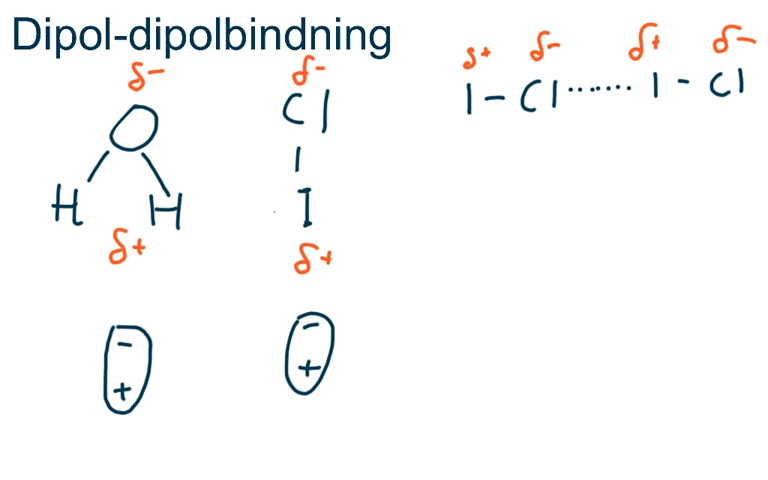 Dipol-dipolbindning
δ-
O
H H
δ+
-
+
δ-
Cl
I
I
δ+
-
+
δ+ δ- δ+ δ-
I - Cl ....... I - Cl